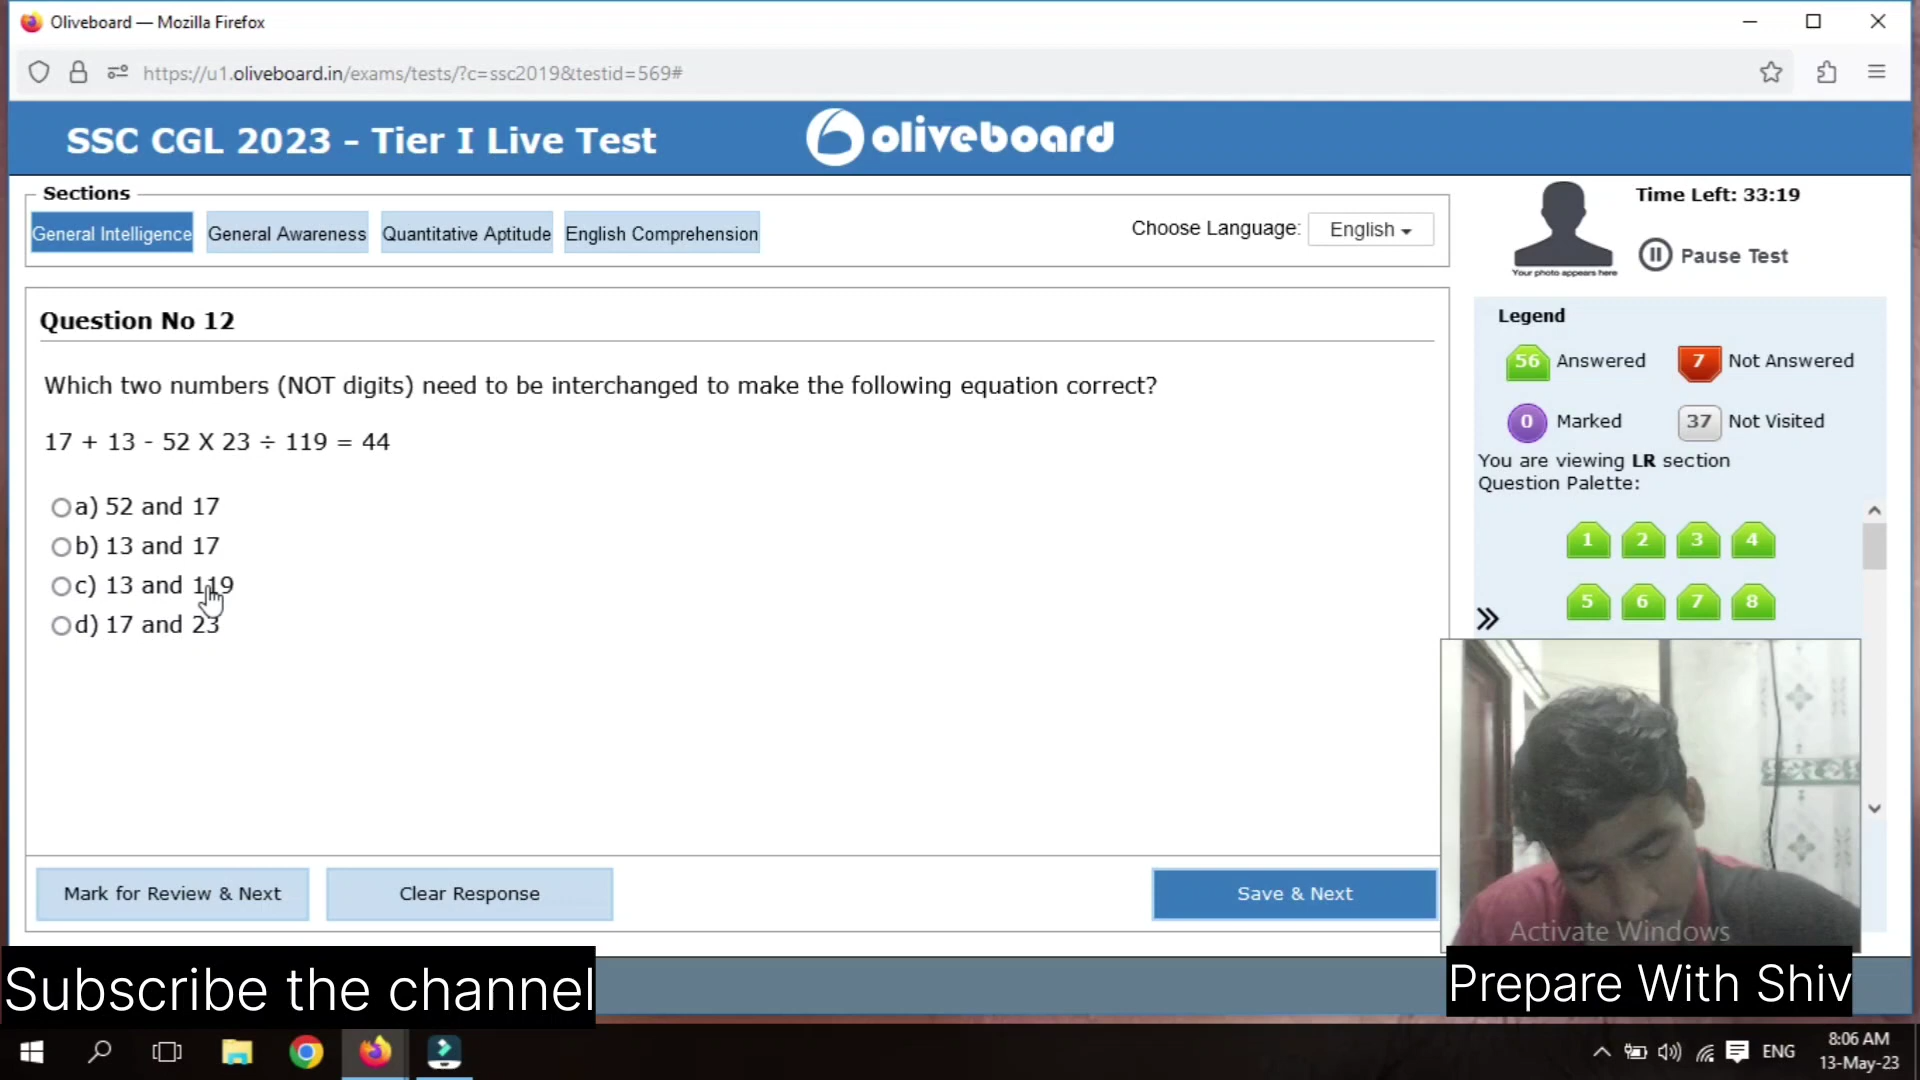 Oliveboard — Mozilla Firefox
https://u1.oliveboard.in/exams/tests/?c=ssc2019&testid=569#
SSC CGL 2023 - Tier I Live Test
oliveboard
Sections
General Intelligence
General Awareness
Quantitative Aptitude
English Comprehension
Choose Language:
English
Your photo appears here
Time Left: 33:19
Pause Test
Question No 12
Which two numbers (NOT digits) need to be interchanged to make the following equation correct?
17 + 13 - 52 X 23 ÷ 119 = 44
a) 52 and 17
b) 13 and 17
c) 13 and 119
d) 17 and 23
Legend
56 Answered
7 Not Answered
0 Marked
37 Not Visited
You are viewing LR section
Question Palette:
1 2 3 4
5 6 7 8
Mark for Review & Next
Clear Response
Save & Next
Activate Windows
Subscribe the channel
Prepare With Shiv
ENG
8:06 AM
13-May-23